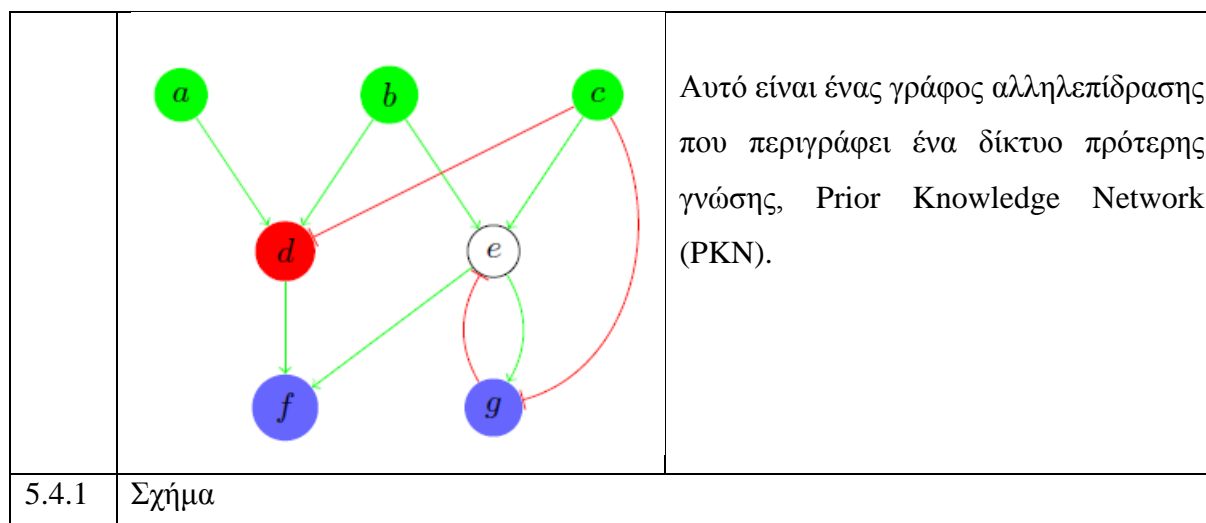 a b c
Αυτό είναι ένας γράφος αλληλεπίδρασης
που περιγράφει ένα δίκτυο πρότερης
γνώσης, Prior Knowledge Network
(PKN).
d e
f g
5.4.1 Σχήμα